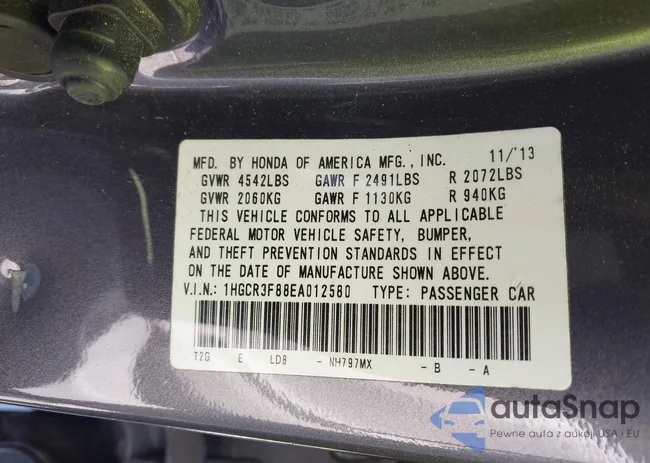 MFD. BY HONDA OF AMERICA MFG., INC. 11/'13
GVWR 4542LBS GAWR F 2491LBS R 2072LBS
GVWR 2060KG GAWR F 1130KG R 940KG
THIS VEHICLE CONFORMS TO ALL APPLICABLE
FEDERAL MOTOR VEHICLE SAFETY, BUMPER,
AND THEFT PREVENTION STANDARDS IN EFFECT
ON THE DATE OF MANUFACTURE SHOWN ABOVE.
V.I.N.: 1HGCR3F88EA012580 TYPE: PASSENGER CAR
T2G E LD8 - NH797MX - B - A
autaSnap
Pewne auta z aukcji USA i EU